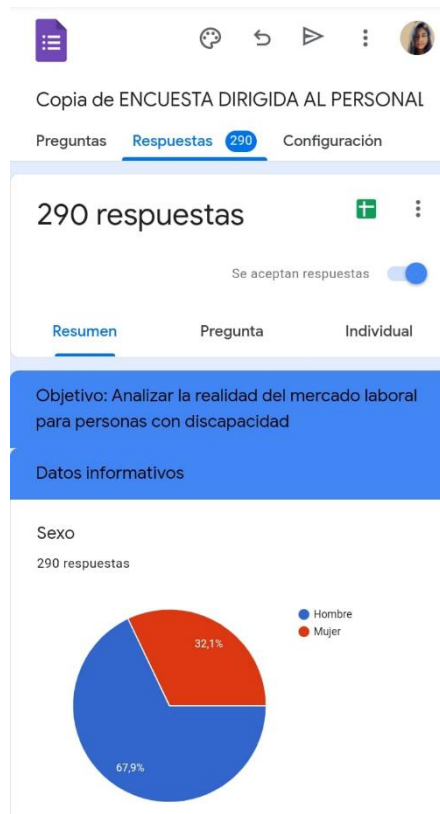 Copia de ENCUESTA DIRIGIDA AL PERSONAL
Preguntas Respuestas 290 Configuración
290 respuestas
Se aceptan respuestas
Resumen Pregunta Individual
Objetivo: Analizar la realidad del mercado laboral
para personas con discapacidad
Datos informativos
Sexo
290 respuestas
Hombre
Mujer
32,1%
67,9%